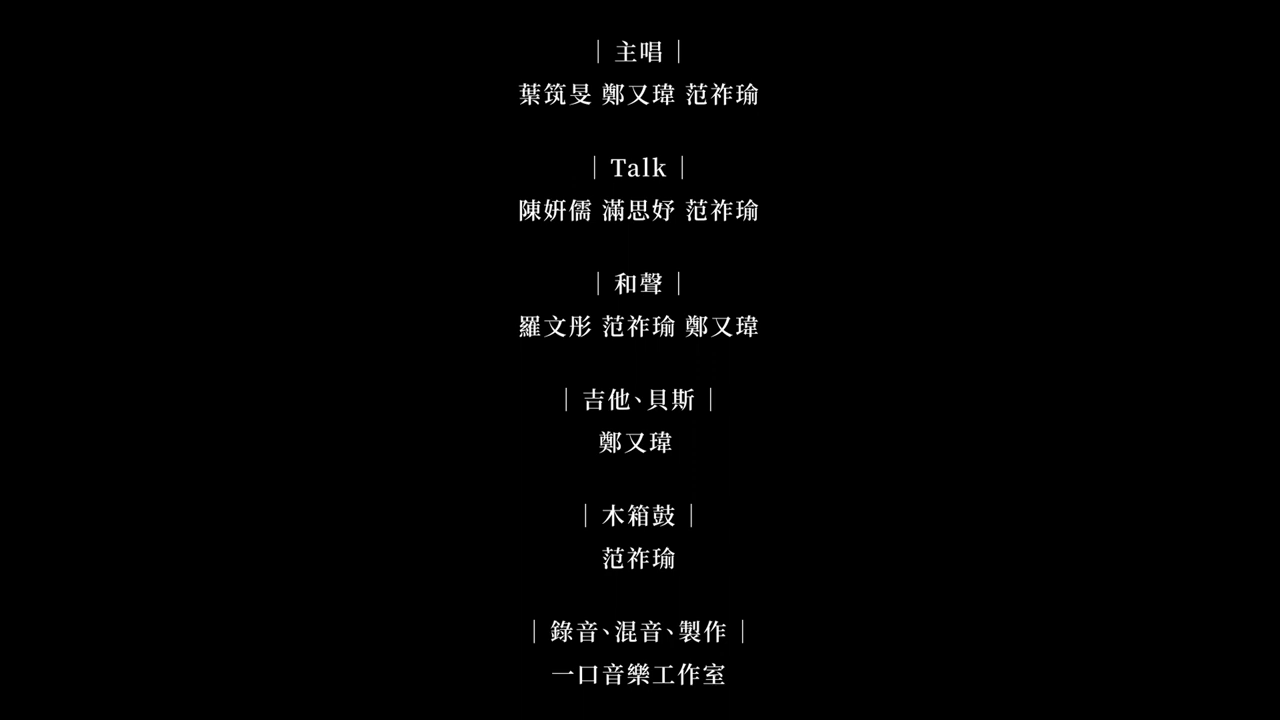 ｜主唱｜
葉筑旻 鄭又瑋 范祚瑜
｜Talk｜
陳妍儒 滿思妤 范祚瑜
｜和聲｜
羅文彤 范祚瑜 鄭又瑋
｜吉他、貝斯｜
鄭又瑋
｜木箱鼓｜
范祚瑜
｜錄音、混音、製作｜
一口音樂工作室